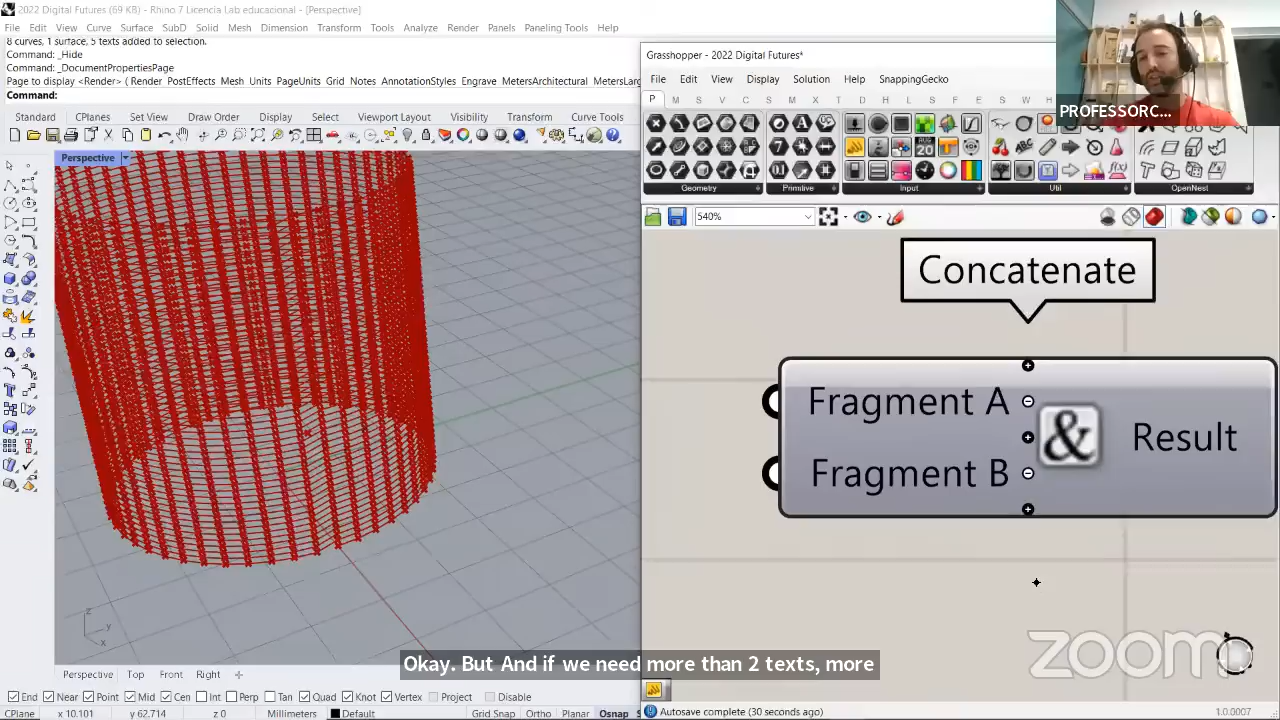 2022 Digital Futures (69 KB) - Rhino 7 Licencia Lab educacional - [Perspective]
File Edit View Curve Surface SubD Solid Mesh Dimension Transform Tools Analyze Render Panels Paneling Tools Help
8 curves, 1 surface, 5 texts added to selection.
Command: _Hide
Command: _DocumentPropertiesPage
Page to display <Render> ( Render PostEffects Mesh Units PageUnits Grid Notes AnnotationStyles Engrave MetersArchitectural MetersLarg
Command:
Standard CPlanes Set View Draw Order Display Select Viewport Layout Visibility Transform Curve Tools
Perspective
z
y
x
Perspective Top Front Right
End Near Point Mid Cen Int Perp Tan Quad Knot Vertex Project Disable
CPlane x 10.101 y 62.714 z 0 Millimeters Default Grid Snap Ortho Planar Osnap
Grasshopper - 2022 Digital Futures*
File Edit View Display Solution Help SnappingGecko
P M S V C S M X T D H L S F E S W H
Geometry Primitive Input Util OpenNest
540%
Concatenate
Fragment A
Fragment B
&
Result
PROFESSORC...
Okay. But And if we need more than 2 texts, more
zoom
Autosave complete (30 seconds ago)
1.0.0007